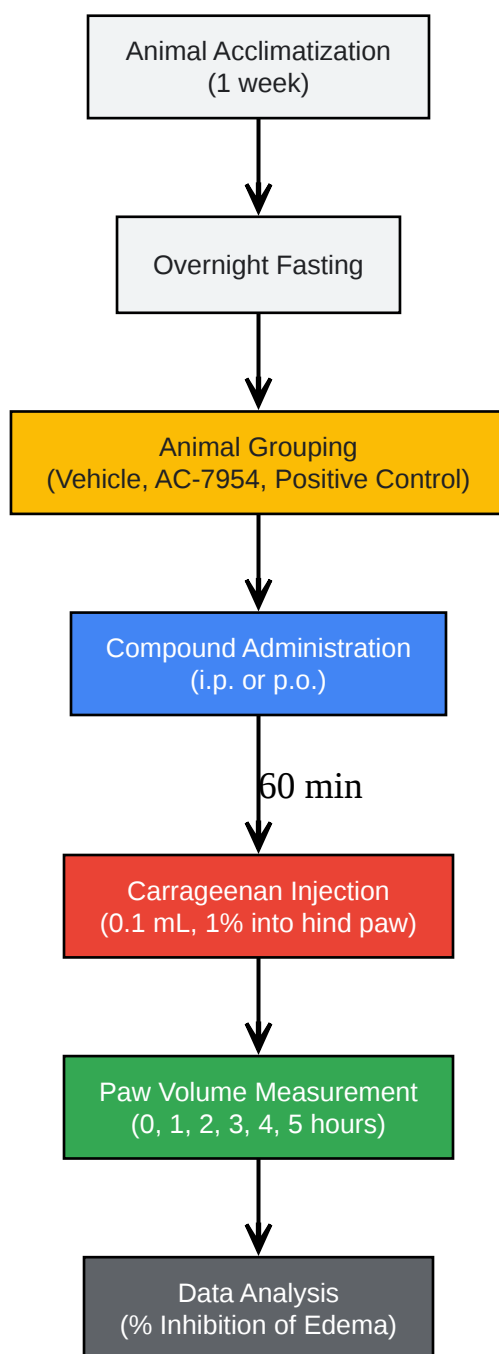 Animal Acclimatization
(1 week)
Overnight Fasting
Animal Grouping
(Vehicle, AC-7954, Positive Control)
Compound Administration
(i.p. or p.o.)
60 min
Carrageenan Injection
(0.1 mL, 1% into hind paw)
Paw Volume Measurement
(0, 1, 2, 3, 4, 5 hours)
Data Analysis
(% Inhibition of Edema)